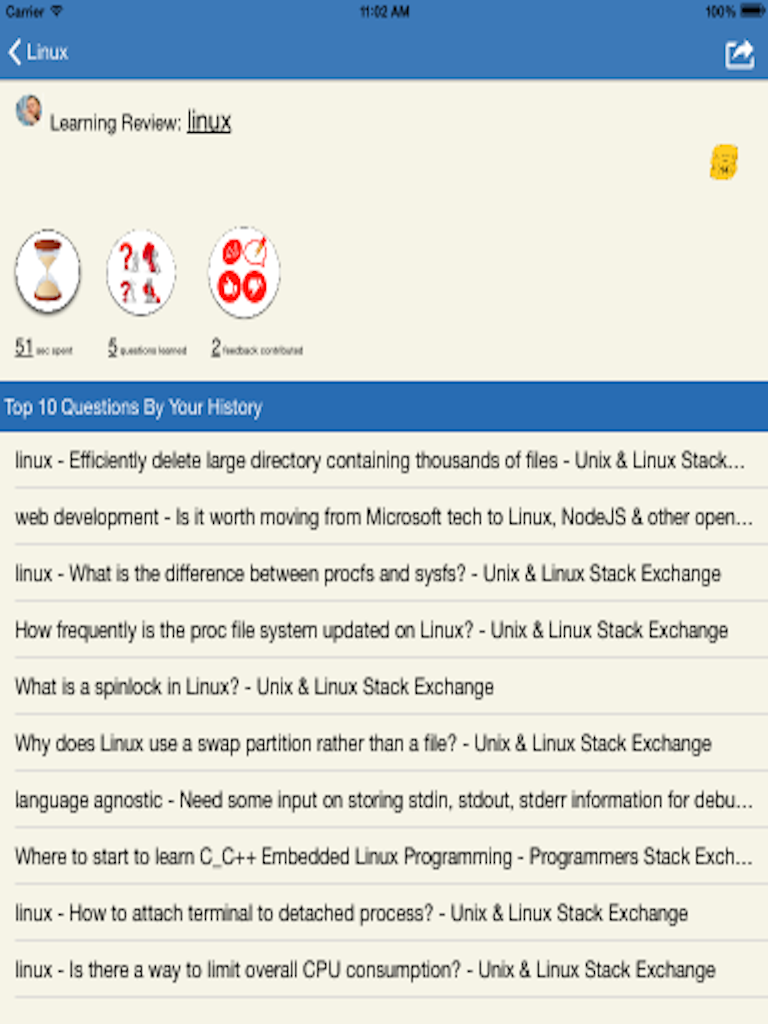 Carrier 11:02 AM 100%
Linux
Learning Review: linux
51 sec spent 5 questions learned 2 feedback contributed
Top 10 Questions By Your History
linux - Efficiently delete large directory containing thousands of files - Unix & Linux Stack...
web development - Is it worth moving from Microsoft tech to Linux, NodeJS & other open...
linux - What is the difference between procfs and sysfs? - Unix & Linux Stack Exchange
How frequently is the proc file system updated on Linux? - Unix & Linux Stack Exchange
What is a spinlock in Linux? - Unix & Linux Stack Exchange
Why does Linux use a swap partition rather than a file? - Unix & Linux Stack Exchange
language agnostic - Need some input on storing stdin, stdout, stderr information for debu...
Where to start to learn C_C++ Embedded Linux Programming - Programmers Stack Exch...
linux - How to attach terminal to detached process? - Unix & Linux Stack Exchange
linux - Is there a way to limit overall CPU consumption? - Unix & Linux Stack Exchange